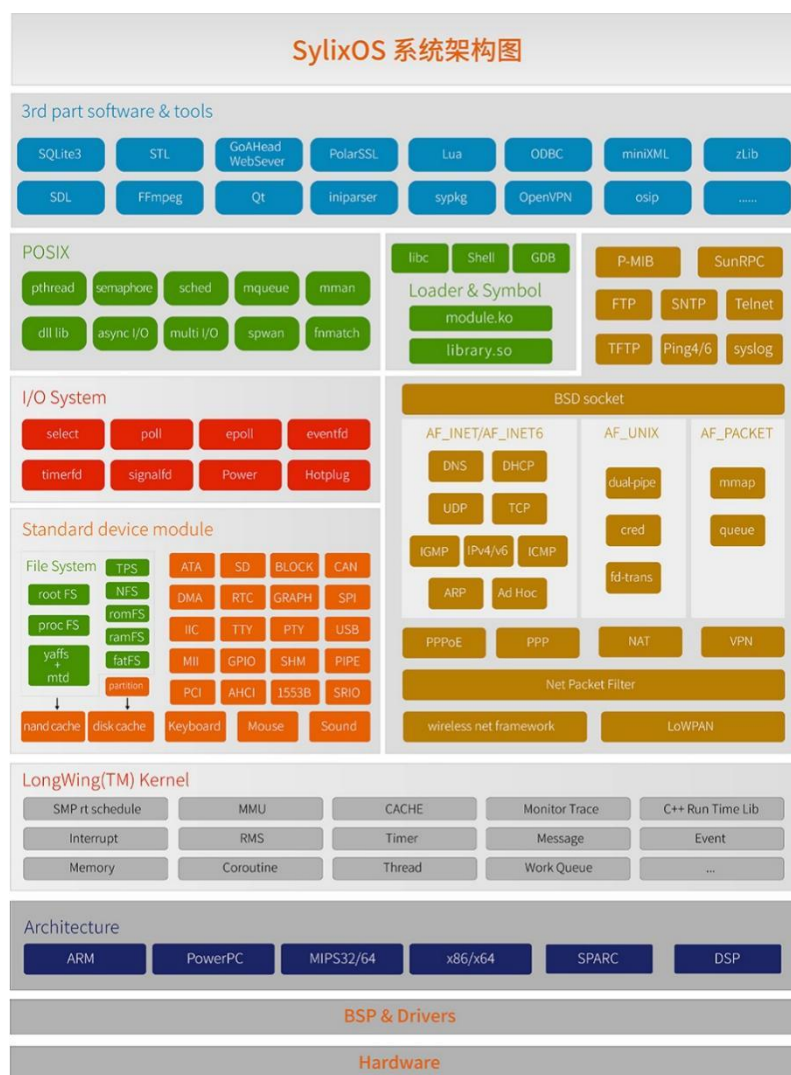 SylixOS 系统架构图
3rd part software & tools
SQLite3 STL GoAHead WebSever PolarSSL Lua ODBC miniXML zLib
SDL FFmpeg Qt iniparser sypkg OpenVPN osip ......
POSIX
pthread semaphore sched mqueue mman
dll lib async I/O multi I/O spwan fnmatch
libc Shell GDB
Loader & Symbol
module.ko
library.so
P-MIB SunRPC
FTP SNTP Telnet
TFTP Ping4/6 syslog
I/O System
select poll epoll eventfd
timerfd signalfd Power Hotplug
BSD socket
AF_INET/AF_INET6
DNS DHCP
UDP TCP
IGMP IPv4/v6 ICMP
ARP Ad Hoc
AF_UNIX
dual-pipe
cred
fd-trans
AF_PACKET
mmap
queue
PPPoE PPP NAT VPN
Net Packet Filter
wireless net framework LoWPAN
Standard device module
File System
root FS
proc FS
yaffs
+
mtd
TPS
NFS
romFS
ramFS
fatFS
partition
ATA SD BLOCK CAN
DMA RTC GRAPH SPI
IIC TTY PTY USB
MII GPIO SHM PIPE
PCI AHCI 1553B SRIO
nand cache disk cache Keyboard Mouse Sound
LongWing(TM) Kernel
SMP rt schedule MMU CACHE Monitor Trace C++ Run Time Lib
Interrupt RMS Timer Message Event
Memory Coroutine Thread Work Queue ...
Architecture
ARM PowerPC MIPS32/64 x86/x64 SPARC DSP
BSP & Drivers
Hardware